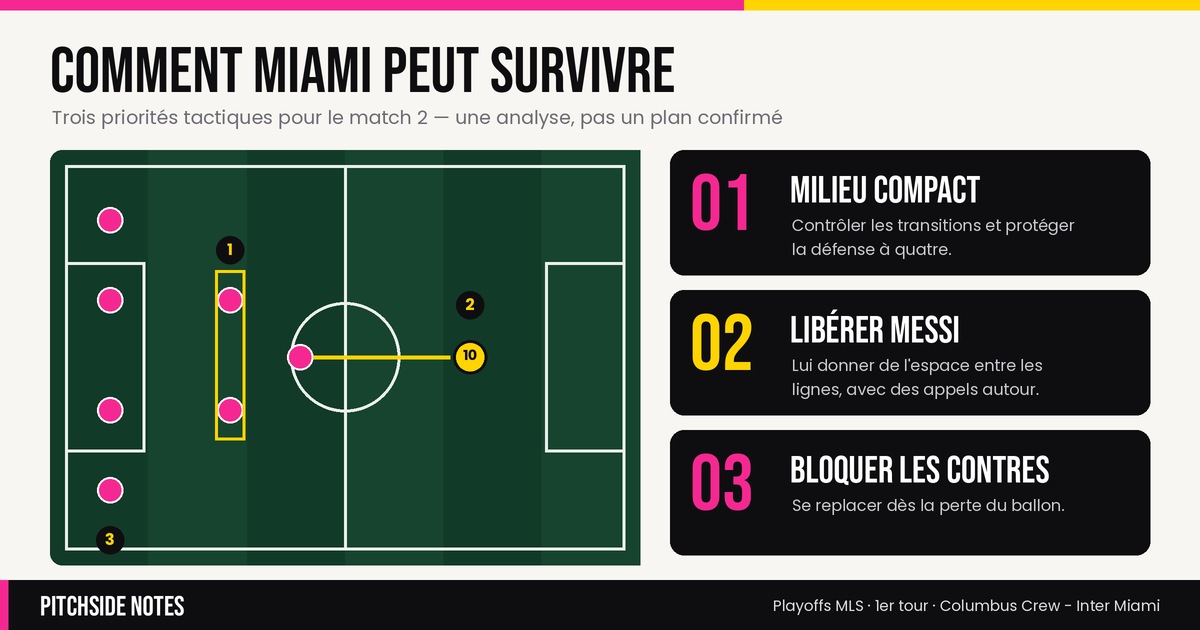 COMMENT MIAMI PEUT SURVIVRE
Trois priorités tactiques pour le match 2 — une analyse, pas un plan confirmé
1
2
10
3
01
MILIEU COMPACT
Contrôler les transitions et protéger
la défense à quatre.
02
LIBÉRER MESSI
Lui donner de l'espace entre les
lignes, avec des appels autour.
03
BLOQUER LES CONTRES
Se replacer dès la perte du ballon.
PITCHSIDE NOTES
Playoffs MLS · 1er tour · Columbus Crew - Inter Miami